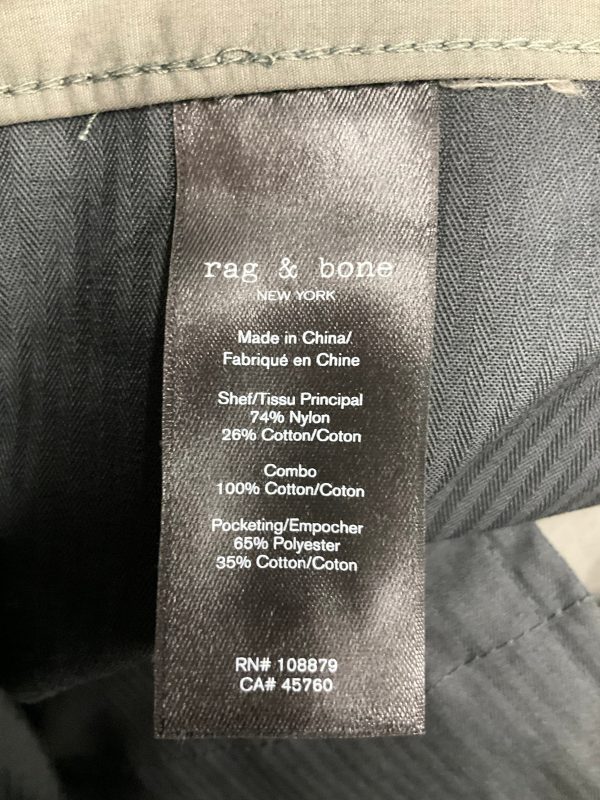 rag & bone
NEW YORK
Made in China/
Fabriqué en Chine
Shef/Tissu Principal
74% Nylon
26% Cotton/Coton
Combo
100% Cotton/Coton
Pocketing/Empocher
65% Polyester
35% Cotton/Coton
RN# 108879
CA# 45760